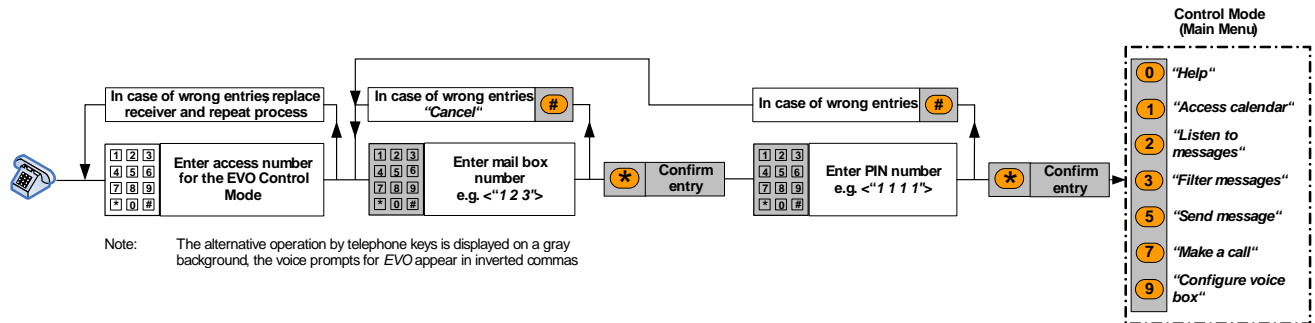 Control Mode
(Main Menu)
In case of wrong entries, replace
receiver and repeat process
In case of wrong entries
"Cancel“
#
In case of wrong entries
#
1 2 3
4 5 6
7 8 9
* 0 #
Enter access number
for the EVO Control
Mode
1 2 3
4 5 6
7 8 9
* 0 #
Enter mail box
number
e.g. <“1 2 3”>
* Confirm
entry
1 2 3
4 5 6
7 8 9
* 0 #
Enter PIN number
e.g. <“1 1 1 1”>
* Confirm
entry
0 “Help“
1 “Access calendar“
2 “Listen to
messages“
3 “Filter messages“
5 “Send message“
7 “Make a call“
9 “Configure voice
box“
Note: The alternative operation by telephone keys is displayed on a gray
background, the voice prompts for EVO appear in inverted commas